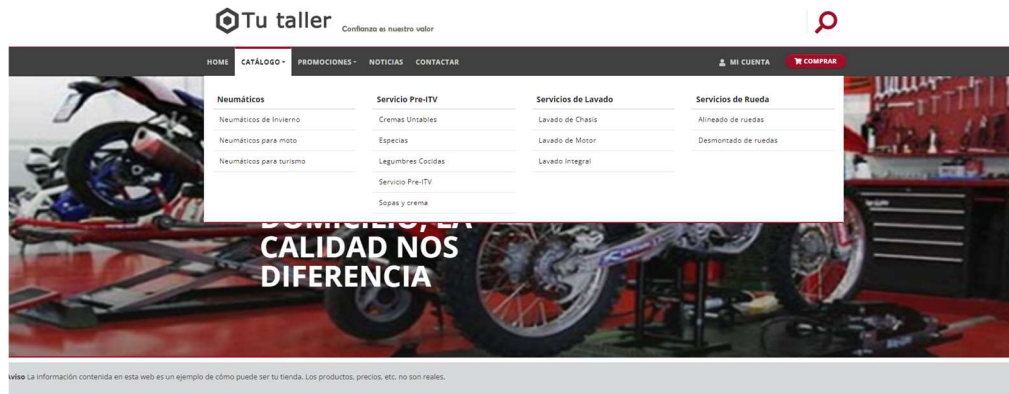 Tu taller
Confianza es nuestro valor
HOME CATÁLOGO PROMOCIONES NOTICIAS CONTACTAR MI CUENTA COMPRAR
Neumáticos
Neumáticos de Invierno
Neumáticos para moto
Neumáticos para turismo
Servicio Pre-ITV
Cremas Untables
Especias
Legumbres Cocidas
Servicio Pre-ITV
Sopas y crema
Servicios de Lavado
Lavado de Chasis
Lavado de Motor
Lavado Integral
Servicios de Rueda
Alineado de ruedas
Desmontado de ruedas
DOMICILIO, LA
CALIDAD NOS
DIFERENCIA
Aviso La información contenida en esta web es un ejemplo de cómo puede ser tu tienda. Los productos, precios, etc. no son reales.